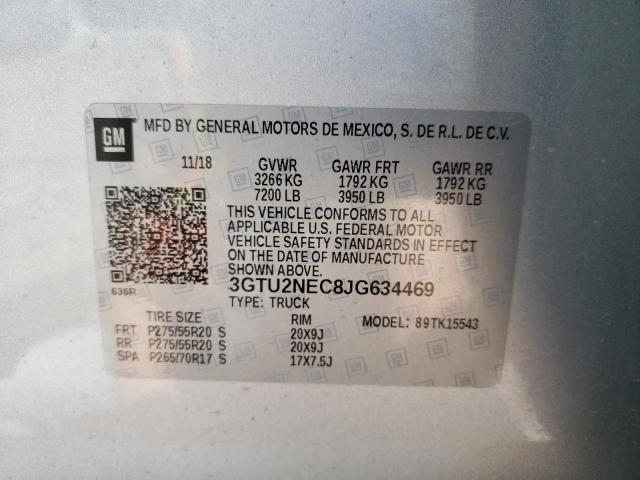 GM MFD BY GENERAL MOTORS DE MEXICO, S. DE R.L. DE C.V.
11/18 GVWR GAWR FRT GAWR RR
3266 KG 1792 KG 1792 KG
7200 LB 3950 LB 3950 LB
THIS VEHICLE CONFORMS TO ALL
APPLICABLE U.S. FEDERAL MOTOR
VEHICLE SAFETY STANDARDS IN EFFECT
ON THE DATE OF MANUFACTURE
SHOWN ABOVE.
636R 3GTU2NEC8JG634469
TYPE: TRUCK
TIRE SIZE RIM MODEL: 89TK15543
FRT P275/55R20 S 20X9J
RR P275/55R20 S 20X9J
SPA P265/70R17 S 17X7.5J